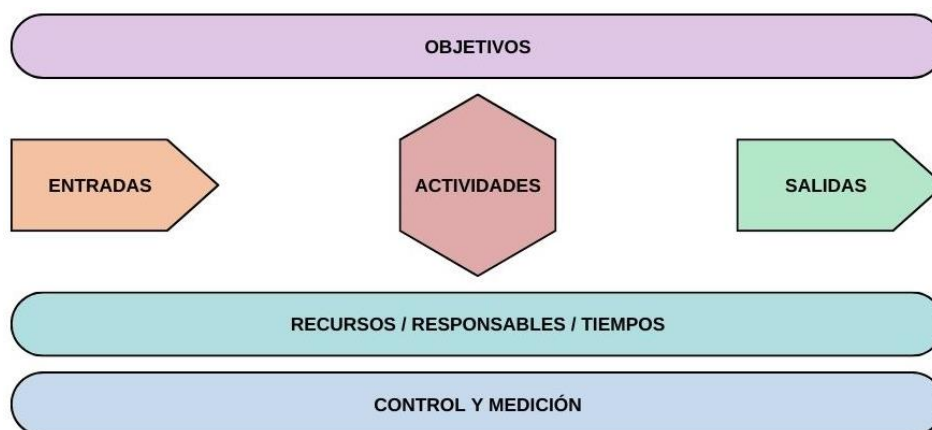 OBJETIVOS
ENTRADAS
ACTIVIDADES
SALIDAS
RECURSOS / RESPONSABLES / TIEMPOS
CONTROL Y MEDICIÓN